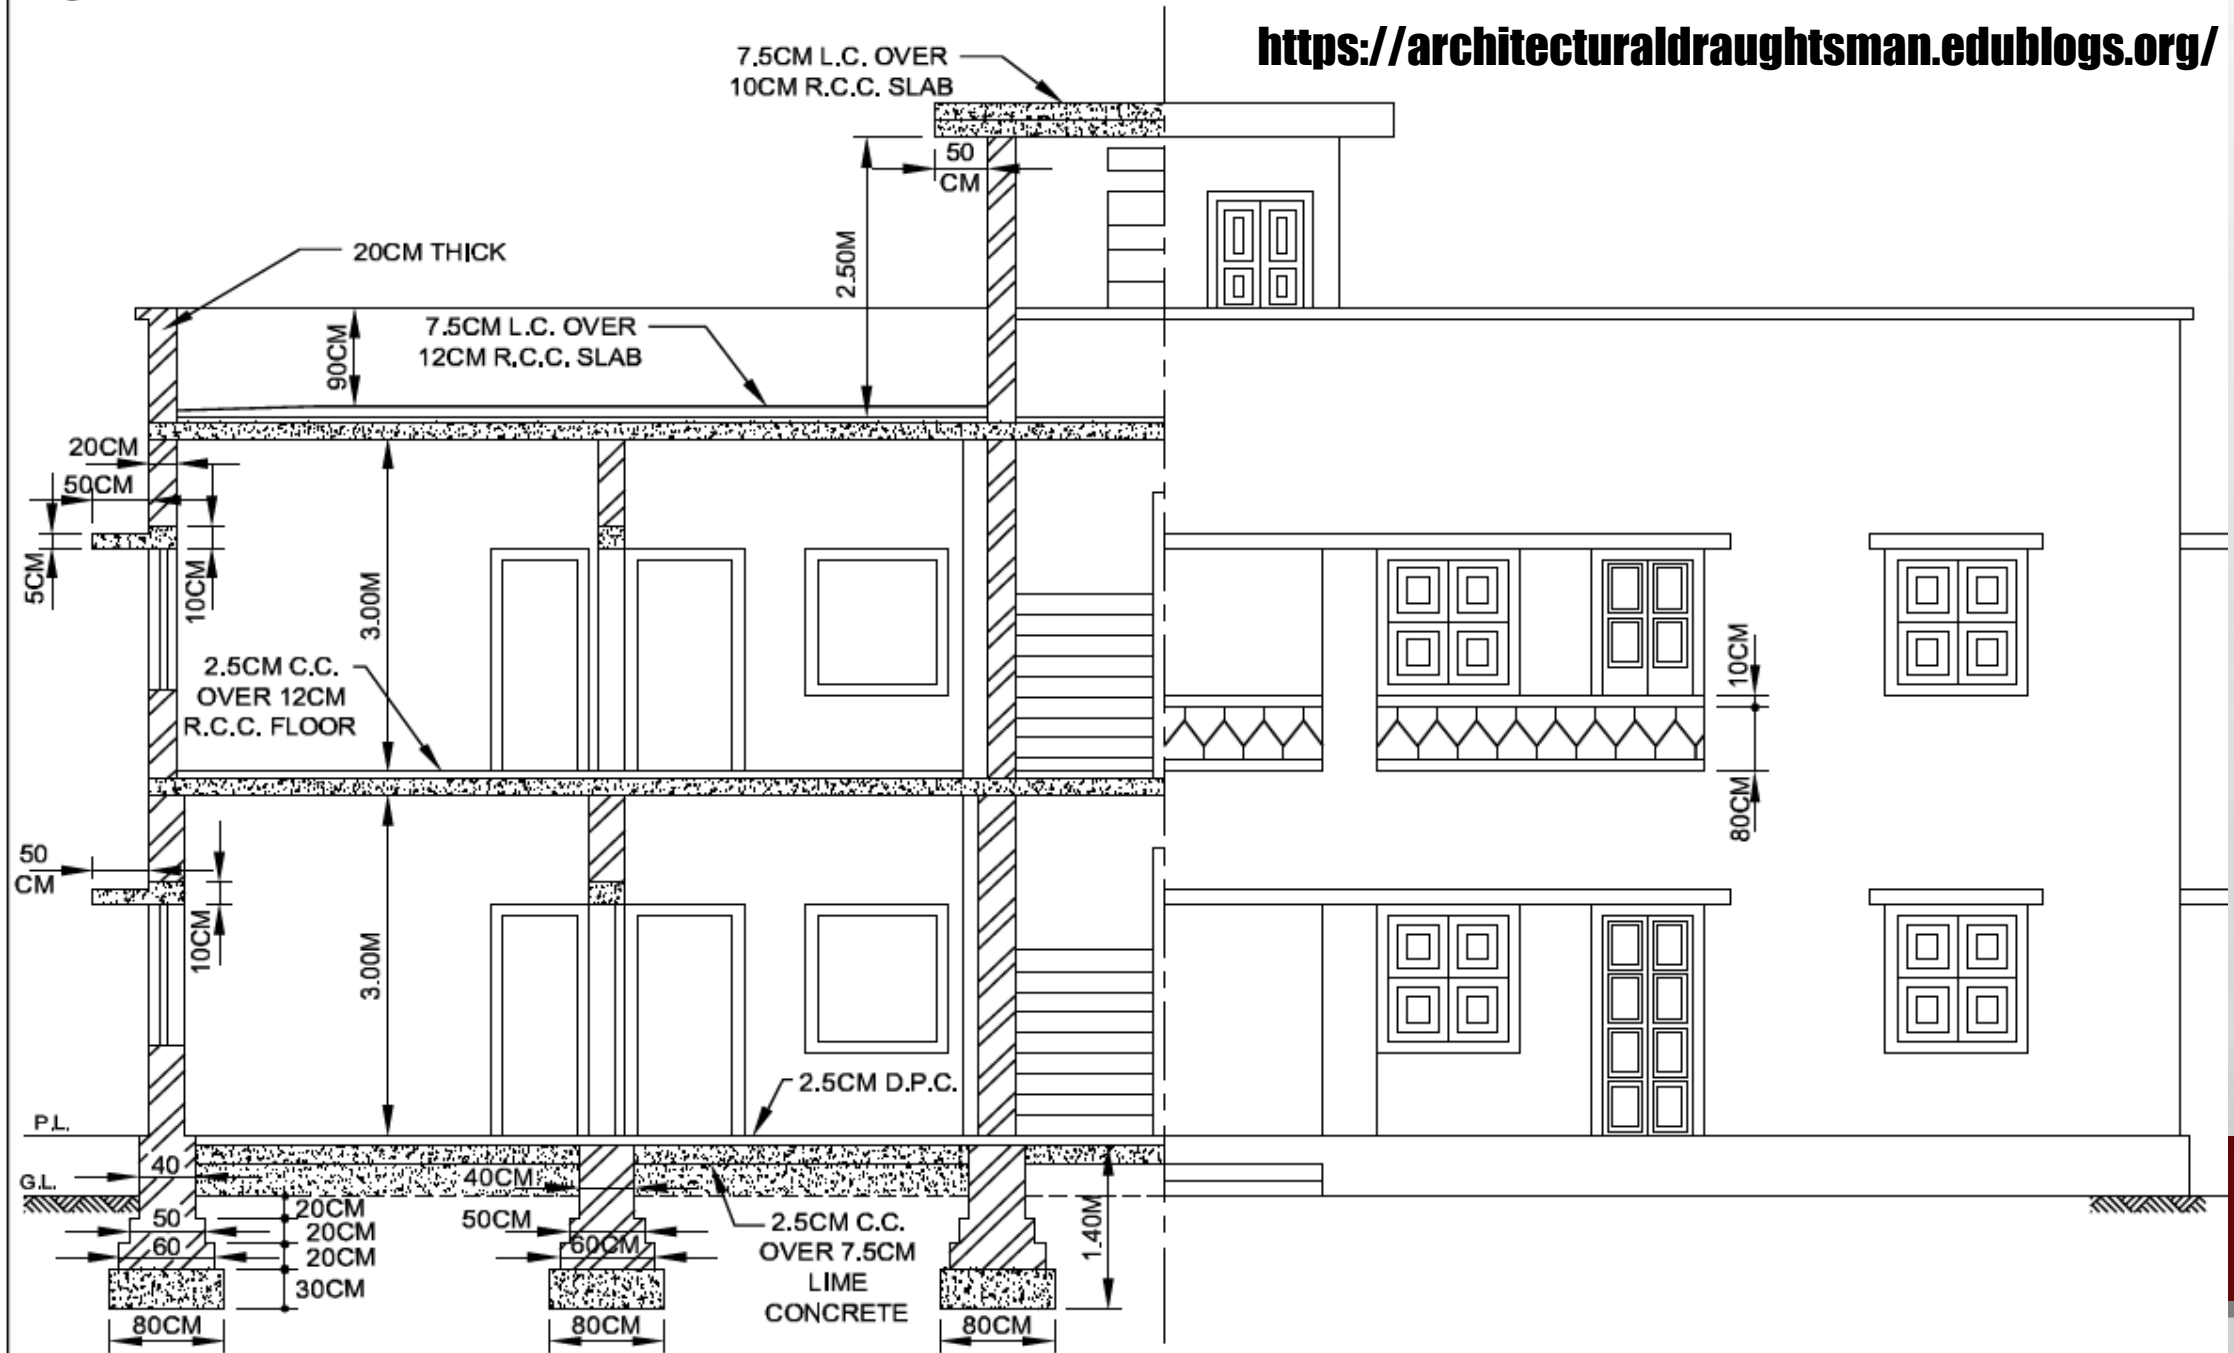 https://architecturaldraughtsman.edublogs.org/
7.5CM L.C. OVER
10CM R.C.C. SLAB
50
CM
2.50M
20CM THICK
90CM
7.5CM L.C. OVER
12CM R.C.C. SLAB
20CM
50CM
5CM
10CM
3.00M
2.5CM C.C.
OVER 12CM
R.C.C. FLOOR
10CM
80CM
50
CM
10CM
3.00M
2.5CM D.P.C.
P.L.
G.L.
40
50
60
20CM
20CM
20CM
30CM
80CM
40CM
50CM
60CM
80CM
2.5CM C.C.
OVER 7.5CM
LIME
CONCRETE
1.40M
80CM